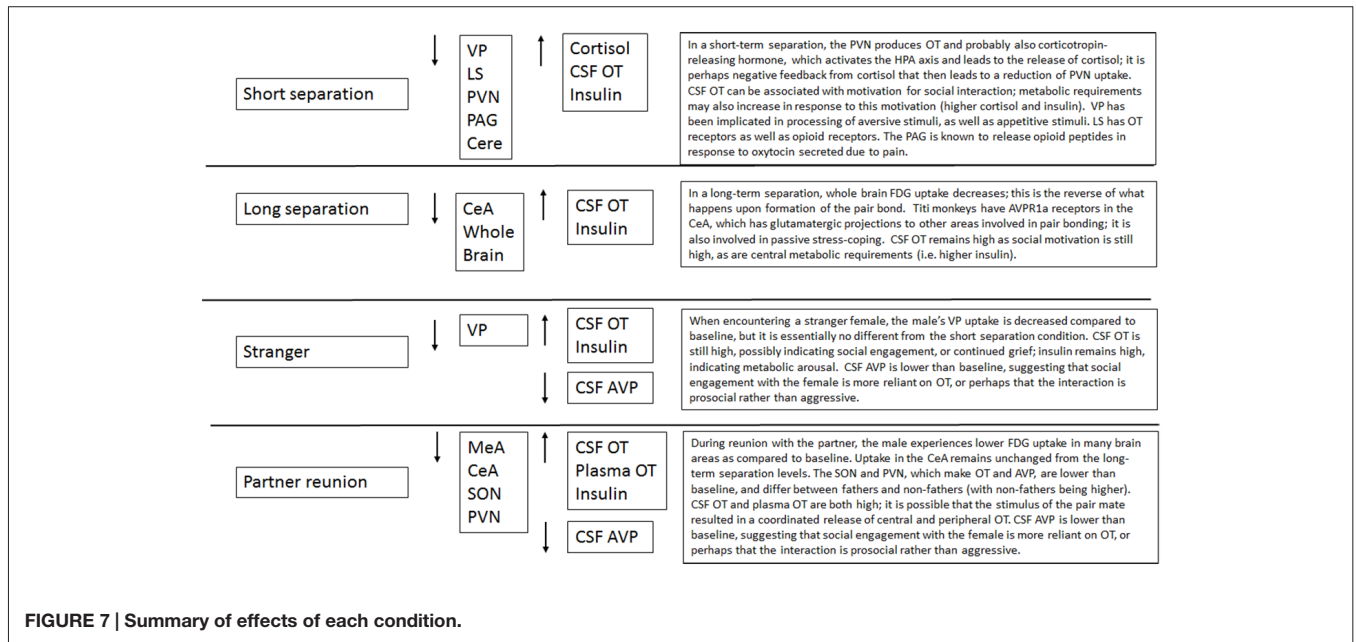 Short separation
VP
LS
PVN
PAG
Cere
Cortisol
CSF OT
Insulin
In a short-term separation, the PVN produces OT and probably also corticotropin-
releasing hormone, which activates the HPA axis and leads to the release of cortisol; it is
perhaps negative feedback from cortisol that then leads to a reduction of PVN uptake.
CSF OT can be associated with motivation for social interaction; metabolic requirements
may also increase in response to this motivation (higher cortisol and insulin). VP has
been implicated in processing of aversive stimuli, as well as appetitive stimuli. LS has OT
receptors as well as opioid receptors. The PAG is known to release opioid peptides in
response to oxytocin secreted due to pain.
Long separation
CeA
Whole
Brain
CSF OT
Insulin
In a long-term separation, whole brain FDG uptake decreases; this is the reverse of what
happens upon formation of the pair bond. Titi monkeys have AVPR1a receptors in the
CeA, which has glutamatergic projections to other areas involved in pair bonding; it is
also involved in passive stress-coping. CSF OT remains high as social motivation is still
high, as are central metabolic requirements (i.e. higher insulin).
Stranger
VP
CSF OT
Insulin
CSF AVP
When encountering a stranger female, the male's VP uptake is decreased compared to
baseline, but it is essentially no different from the short separation condition. CSF OT is
still high, possibly indicating social engagement, or continued grief; insulin remains high,
indicating metabolic arousal. CSF AVP is lower than baseline, suggesting that social
engagement with the female is more reliant on OT, or perhaps that the interaction is
prosocial rather than aggressive.
Partner reunion
MeA
CeA
SON
PVN
CSF OT
Plasma OT
Insulin
CSF AVP
During reunion with the partner, the male experiences lower FDG uptake in many brain
areas as compared to baseline. Uptake in the CeA remains unchanged from the long-
term separation levels. The SON and PVN, which make OT and AVP, are lower than
baseline, and differ between fathers and non-fathers (with non-fathers being higher).
CSF OT and plasma OT are both high; it is possible that the stimulus of the pair mate
resulted in a coordinated release of central and peripheral OT. CSF AVP is lower than
baseline, suggesting that social engagement with the female is more reliant on OT, or
perhaps that the interaction is prosocial rather than aggressive.
FIGURE 7 | Summary of effects of each condition.